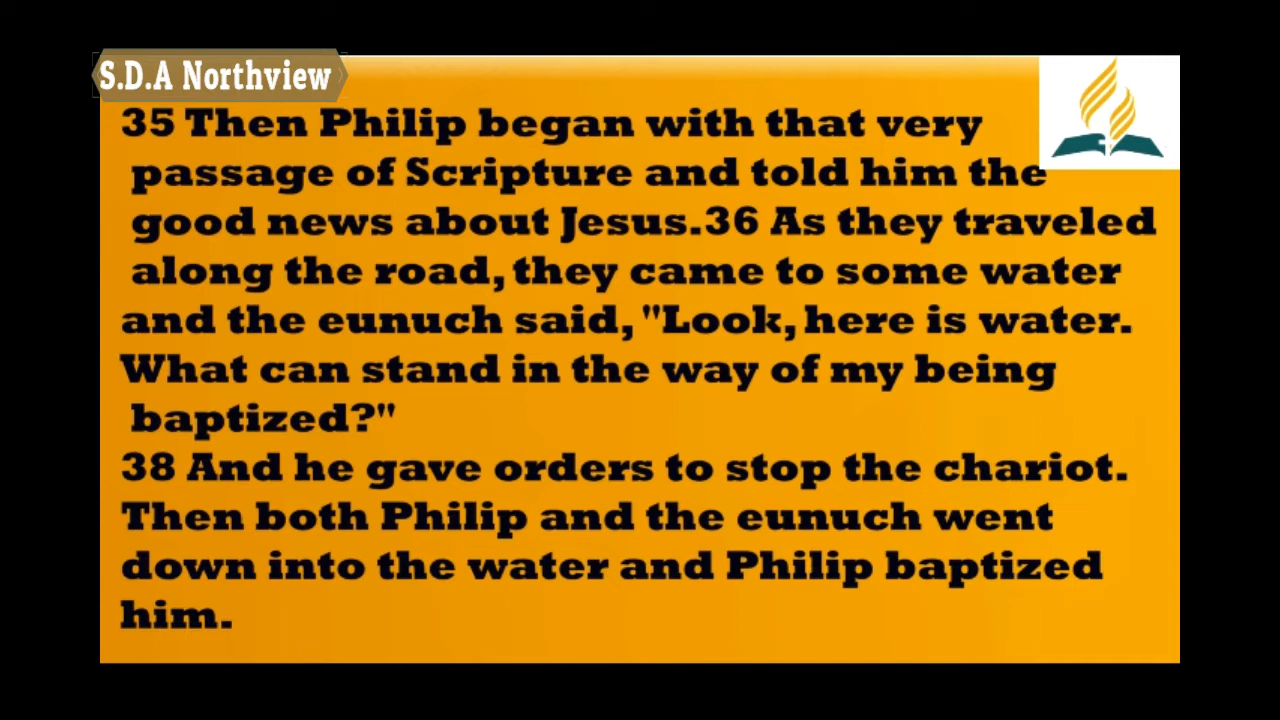 S.D.A Northview
35 Then Philip began with that very
passage of Scripture and told him the
good news about Jesus.36 As they traveled
along the road, they came to some water
and the eunuch said, "Look, here is water.
What can stand in the way of my being
baptized?"
38 And he gave orders to stop the chariot.
Then both Philip and the eunuch went
down into the water and Philip baptized
him.